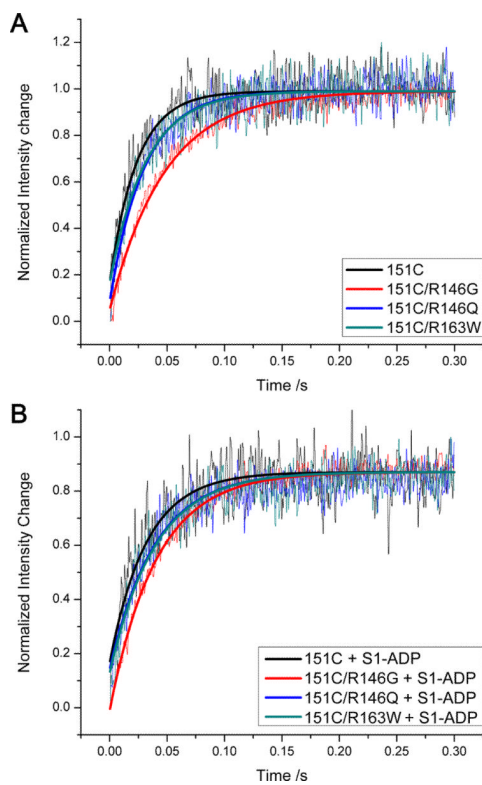 A
1.2
1.0
0.8
0.6
0.4
0.2
0.0
Normalized Intensity change
151C
151C/R146G
151C/R146Q
151C/R163W
0.00 0.05 0.10 0.15 0.20 0.25 0.30
Time /s
B
1.0
0.8
0.6
0.4
0.2
0.0
Normalized Intensity Change
151C + S1-ADP
151C/R146G + S1-ADP
151C/R146Q + S1-ADP
151C/R163W + S1-ADP
0.00 0.05 0.10 0.15 0.20 0.25 0.30
Time /s